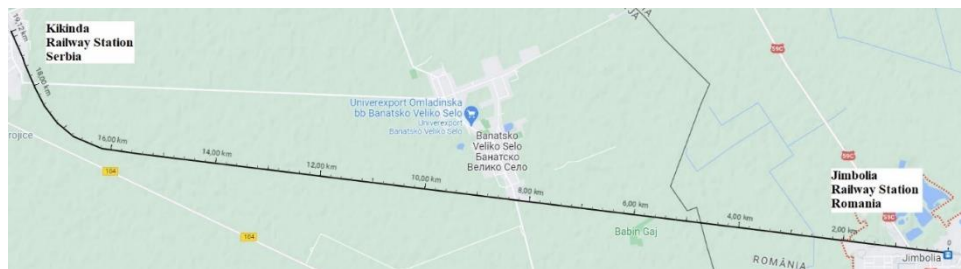 Kikinda
Railway Station
Serbia
19,12 km
18,00 km
16,00 km
14,00 km
12,00 km
10,00 km
8,00 km
6,00 km
4,00 km
2,00 km
0
Univerexport Omladinska
bb Banatsko Veliko Selo
Univerexport
Banatsko Veliko Selo
Banatsko
Veliko Selo
Банатско
Велико Село
rojice
104
104
59C
59C
59C
Babin Gaj
Jimbolia
Railway Station
Romania
Jimbolia
ROMÂNIA